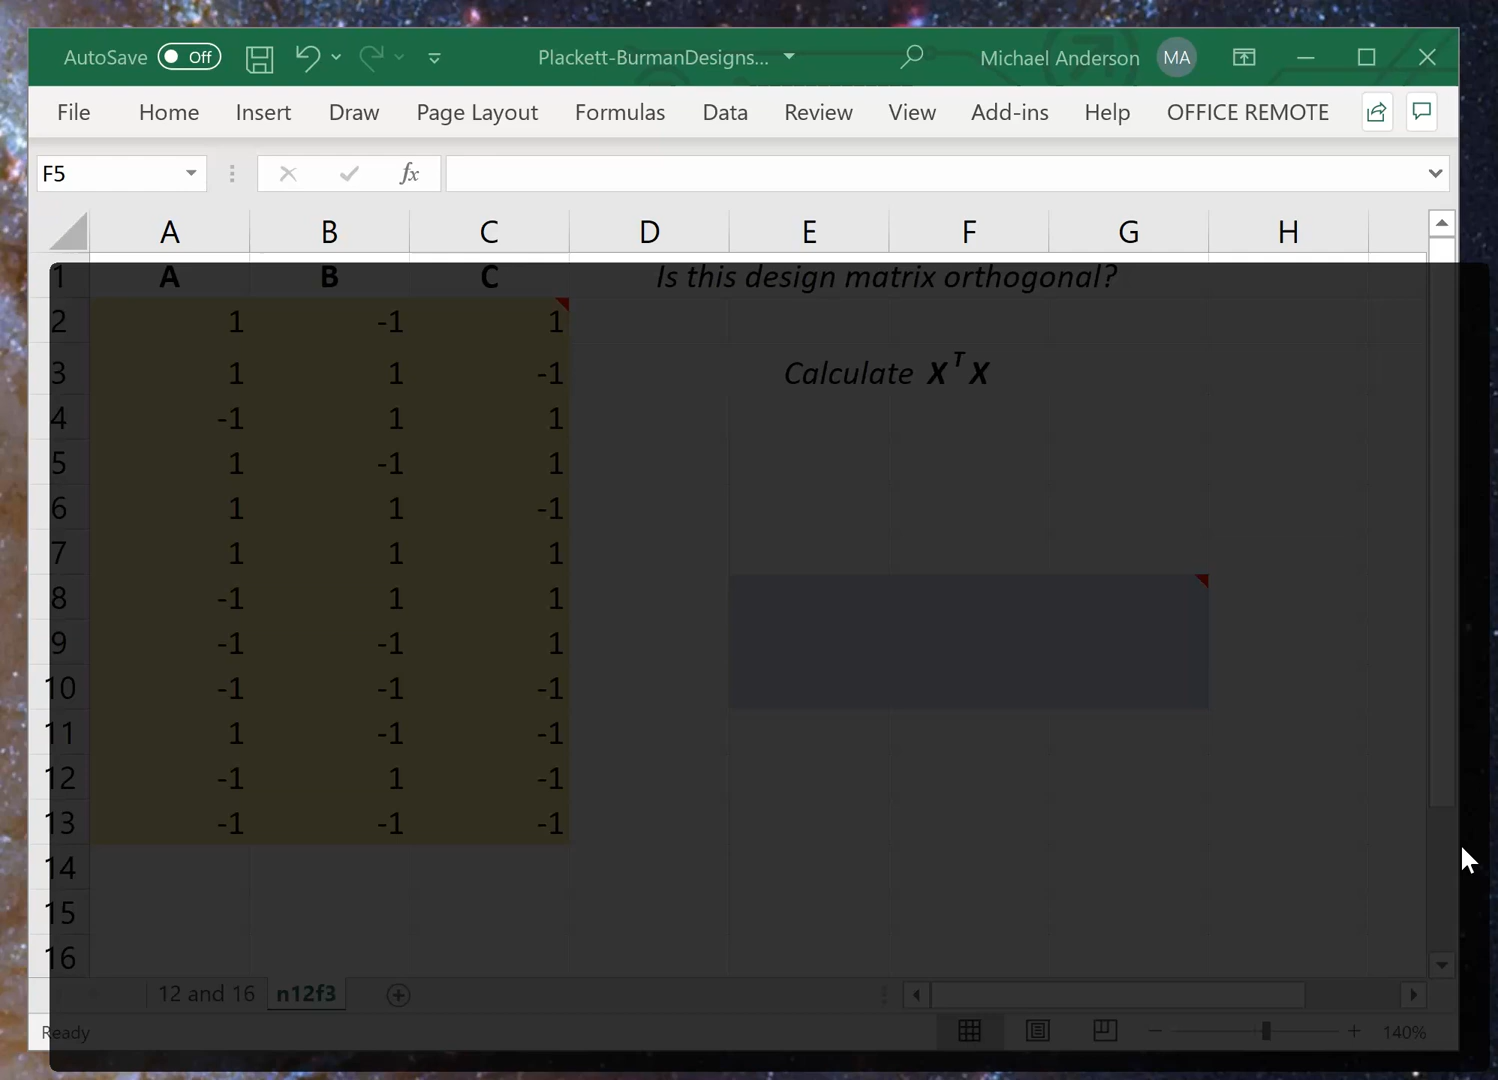 AutoSave Off Plackett-BurmanDesigns... Michael Anderson MA
File Home Insert Draw Page Layout Formulas Data Review View Add-ins Help OFFICE REMOTE
F5 fx
A B C D E F G H
1 A B C Is this design matrix orthogonal?
2 1 -1 1
3 1 1 -1 Calculate X T X
4 -1 1 1
5 1 -1 1
6 1 1 -1
7 1 1 1
8 -1 1 1
9 -1 -1 1
10 -1 -1 -1
11 1 -1 -1
12 -1 1 -1
13 -1 -1 -1
14
15
16
12 and 16 n12f3
Ready 140%